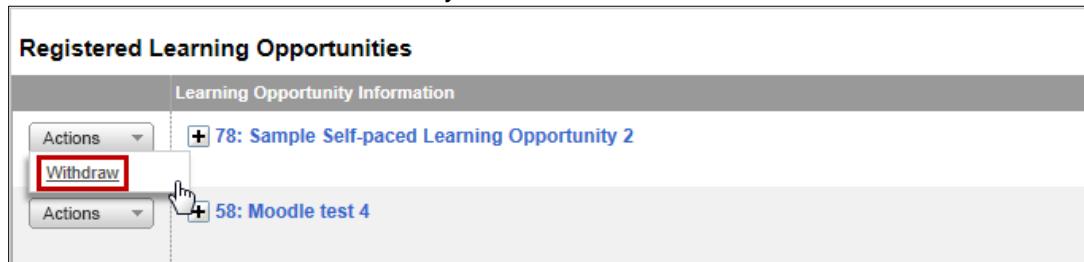 Registered Learning Opportunities
Learning Opportunity Information
Actions
78: Sample Self-paced Learning Opportunity 2
Withdraw
Actions
58: Moodle test 4